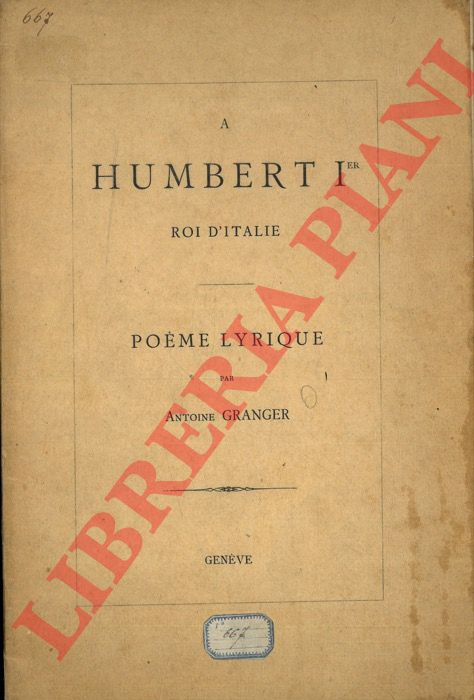 667
A
HUMBERT IER
ROI D'ITALIE
POÈME LYRIQUE
PAR
ANTOINE GRANGER
GENÈVE
667
LIBRERIA PIANI